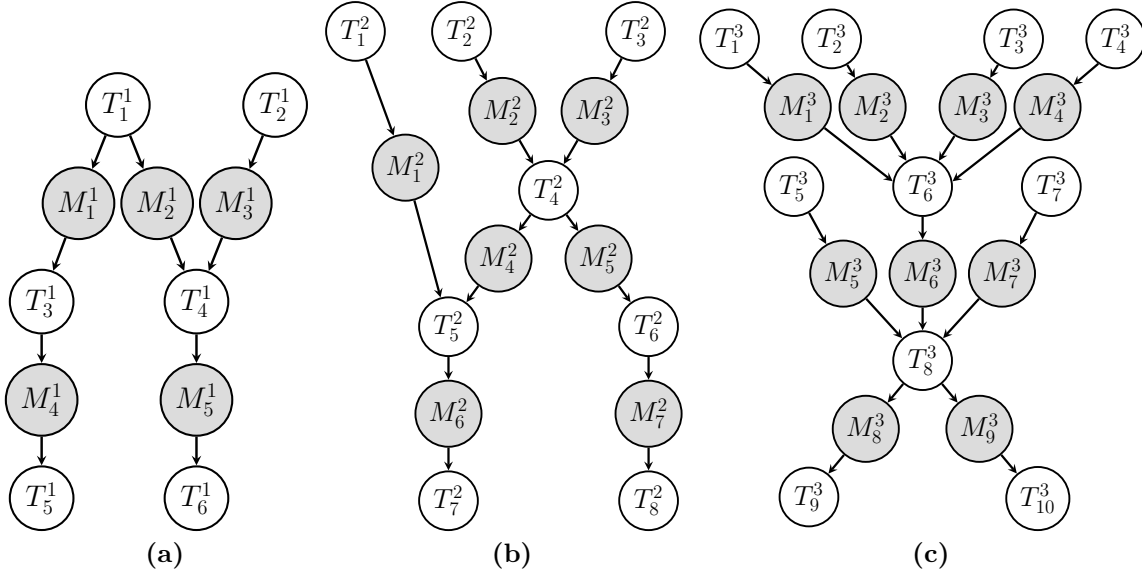 T_1^2 T_2^2 T_3^2 T_1^3 T_2^3 T_3^3 T_4^3
T_1^1 T_2^1 M_2^2 M_3^2 M_1^3 M_2^3 M_3^3 M_4^3
M_1^2
M_1^1 M_2^1 M_3^1 T_4^2 T_5^3 T_6^3 T_7^3
M_4^2 M_5^2 M_5^3 M_6^3 M_7^3
T_3^1 T_4^1 T_5^2 T_6^2
T_8^3
M_4^1 M_5^1 M_6^2 M_7^2 M_8^3 M_9^3
T_5^1 T_6^1 T_7^2 T_8^2 T_9^3 T_{10}^3
(a) (b) (c)